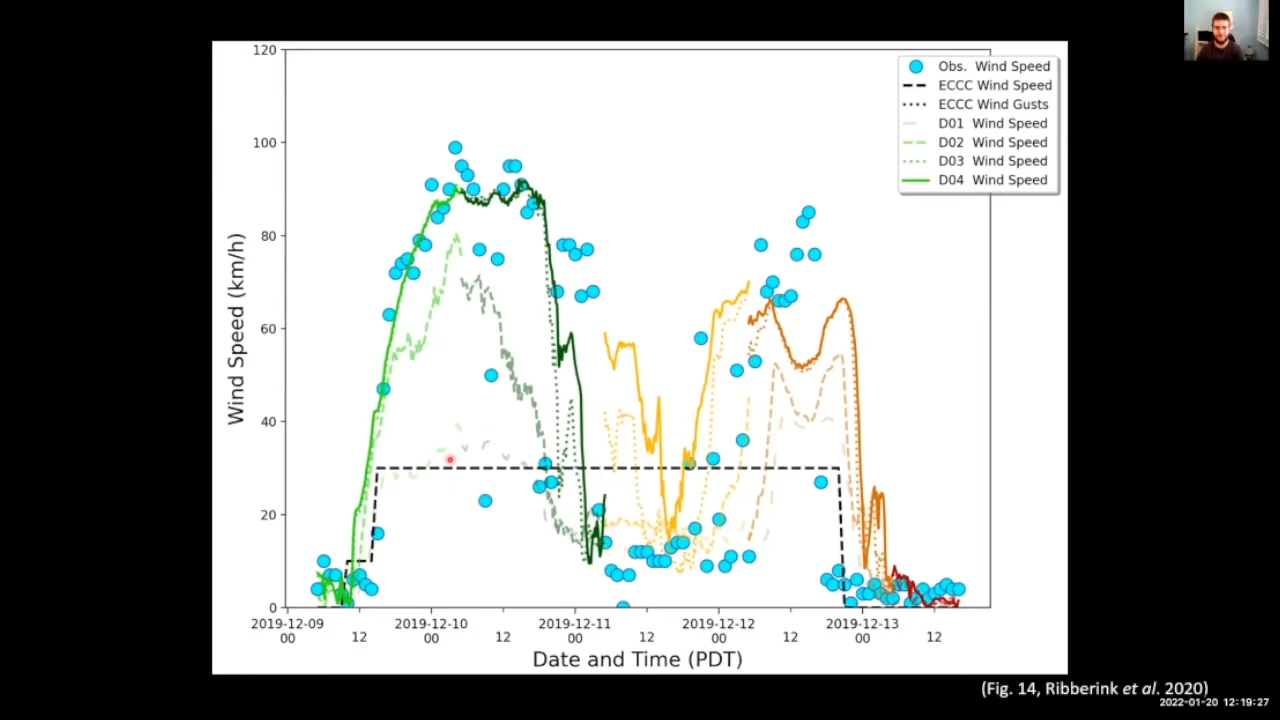 120
100
80
60
40
20
0
Wind Speed (km/h)
Obs. Wind Speed
ECCC Wind Speed
ECCC Wind Gusts
D01 Wind Speed
D02 Wind Speed
D03 Wind Speed
D04 Wind Speed
2019-12-09 2019-12-10 2019-12-11 2019-12-12 2019-12-13
00 12 00 12 00 12 00 12 00 12
Date and Time (PDT)
(Fig. 14, Ribberink et al. 2020)
2022-01-20 12:19:27